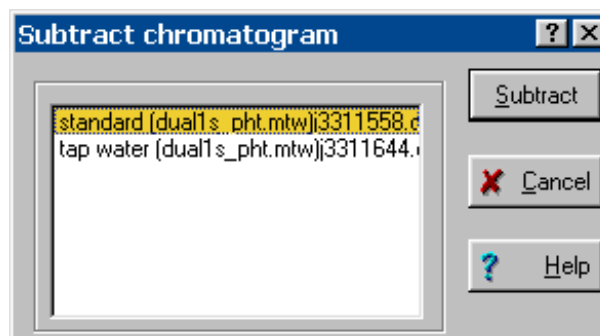 Subtract chromatogram
standard (dual1s_pht.mtw)j3311558.
tap water (dual1s_pht.mtw)j3311644.
Subtract
Cancel
Help